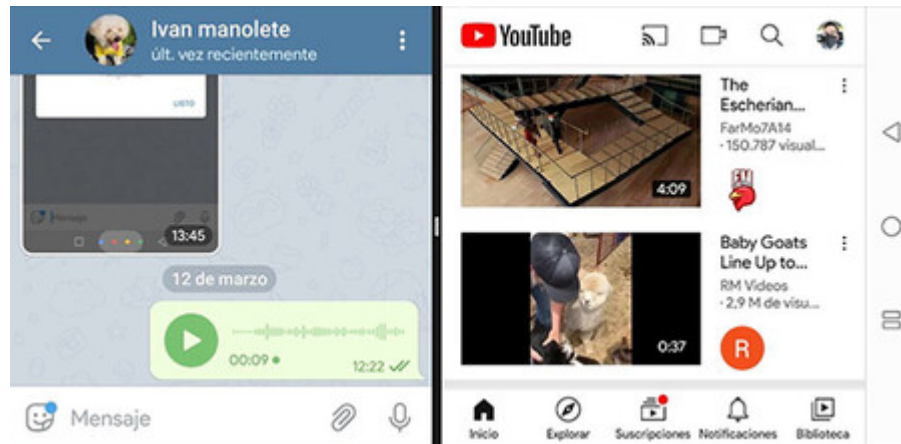 Ivan manolete
últ. vez recientemente
LISTO
Mensaje
13:45
12 de marzo
00:09
12:22
Mensaje
YouTube
The
Escherian...
FarMo7A14
· 150.787 visual...
4:09
Baby Goats
Line Up to...
RM Videos
· 2,9 M de visu...
0:37
R
Inicio
Explorar
Suscripciones
Notificaciones
Biblioteca